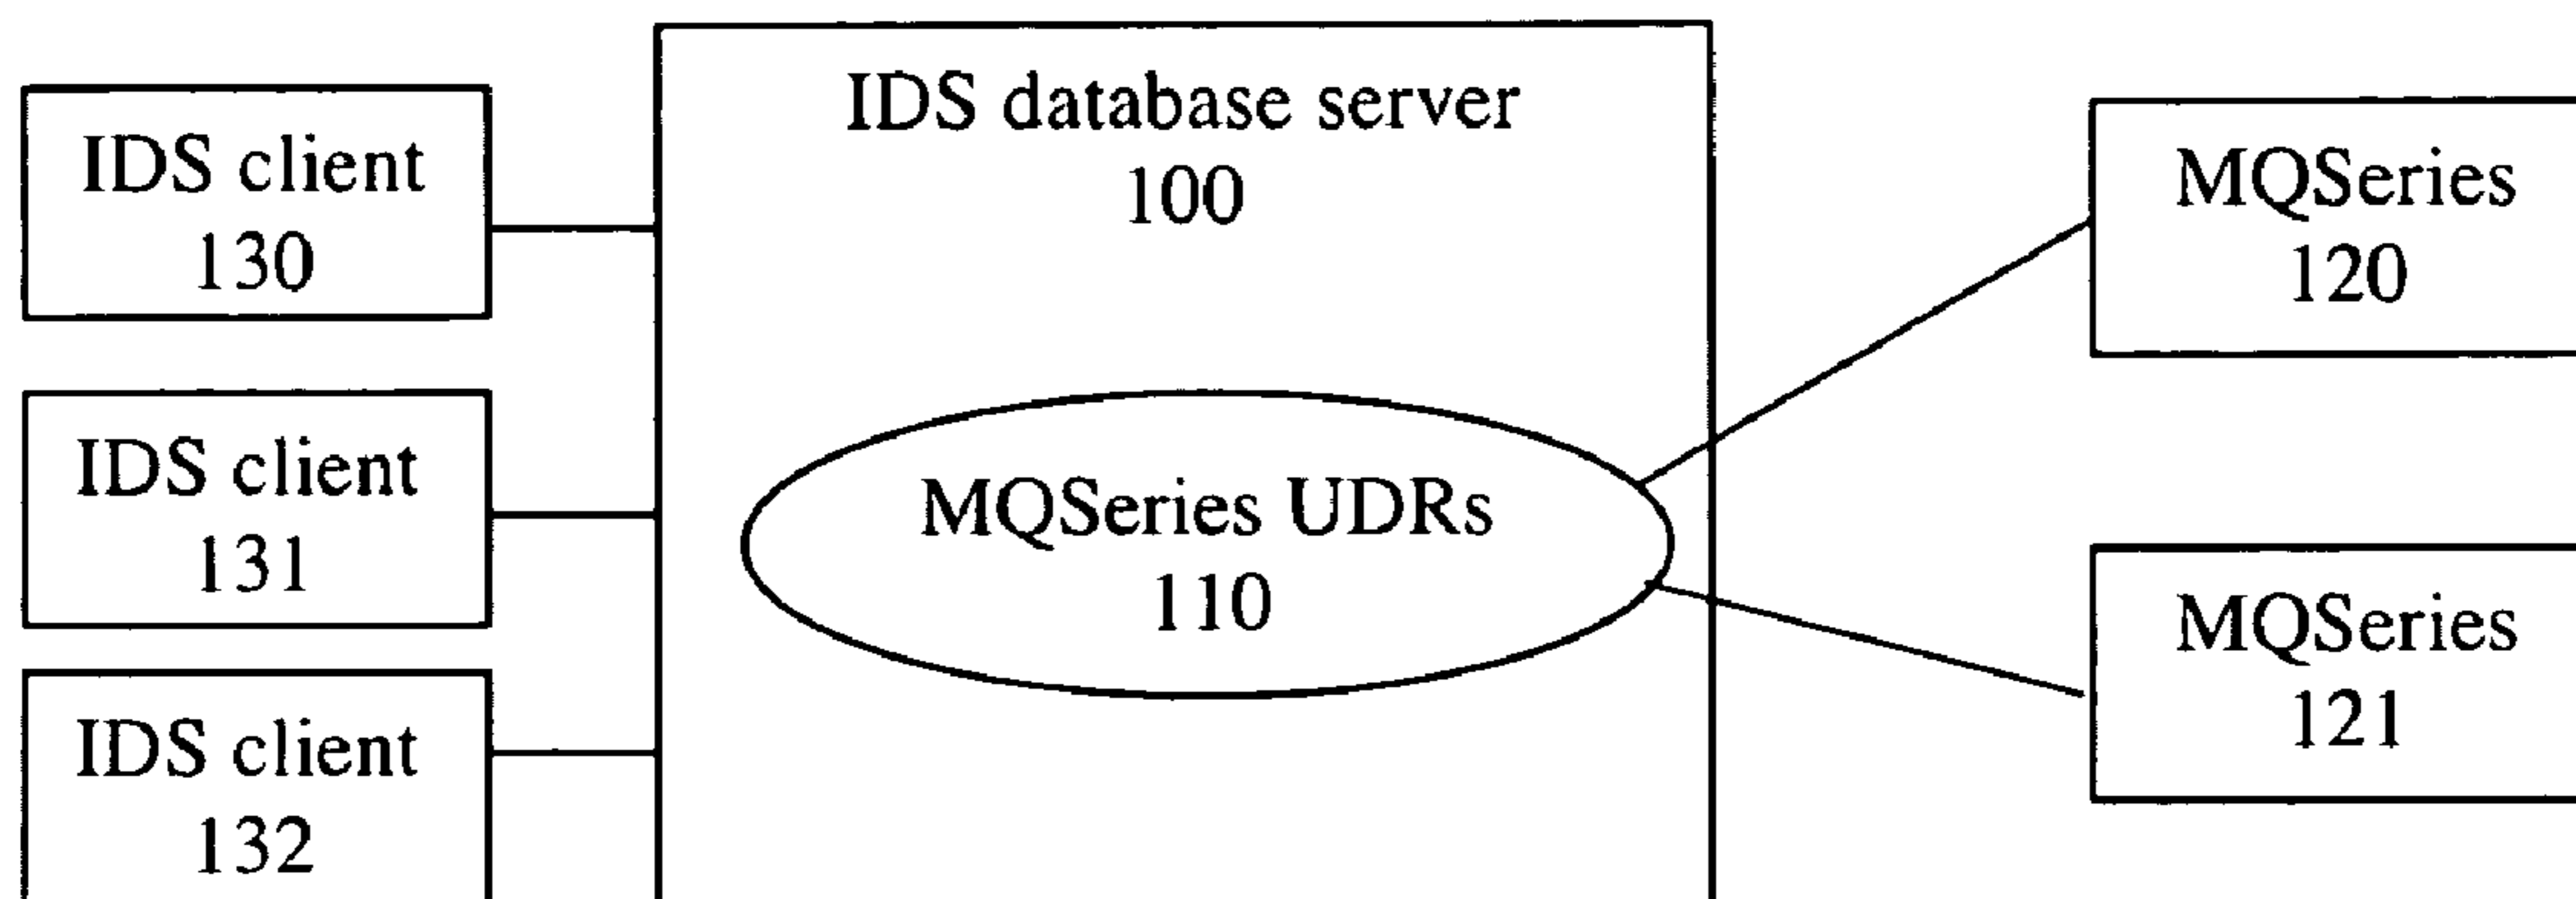 IDS client
130
IDS client
131
IDS client
132
IDS database server
100
MQSeries UDRs
110
MQSeries
120
MQSeries
121